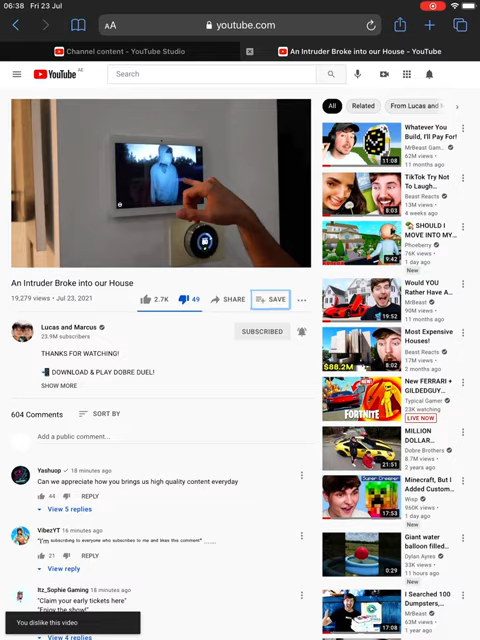 06:38 Fri 23 Jul
AA
youtube.com
Channel content - YouTube Studio
An Intruder Broke into our House - YouTube
YouTube AE
Search
All
Related
From Lucas and M
An Intruder Broke into our House
19,279 views • Jul 23, 2021
2.7K
49
SHARE
SAVE
Lucas and Marcus
23.9M subscribers
SUBSCRIBED
THANKS FOR WATCHING!
DOWNLOAD & PLAY DOBRE DUEL!
SHOW MORE
604 Comments
SORT BY
Add a public comment...
Yashuop 18 minutes ago
Can we appreciate how you brings us high quality content everyday
44
REPLY
View 5 replies
VibezYT 16 minutes ago
"I'm subscribing to everyone who subscribes to me and likes this comment" ......
21
REPLY
View reply
Itz_Sophie Gaming 18 minutes ago
"Claim your early tickets here"
"Enjoy the show!"
You dislike this video
View 4 replies
Whatever You
Build, I'll Pay For!
MrBeast Gam...
62M views •
11 months ago
11:08
TikTok Try Not
To Laugh...
Beast Reacts
13M views •
4 weeks ago
8:03
SHOULD I
MOVE INTO MY...
Phoeberry
76K views •
1 day ago
New
9:42
Would YOU
Rather Have A...
MrBeast
90M views •
11 months ago
19:52
Most Expensive
Houses!
Beast Reacts
17M views •
2 months ago
$88.2M
8:02
New FERRARI +
GILDEDGUY...
Typical Gamer
23K watching
LIVE NOW
FORTNITE
MILLION
DOLLAR...
Dobre Brothers
8.7M views •
2 years ago
21:51
Minecraft, But I
Added Custom...
Wisp
960K views •
1 day ago
New
Super Creeper
17:53
Giant water
balloon filled...
Dylan Ayres
33K views •
11 hours ago
New
0:29
I Searched 100
Dumpsters,...
MrBeast
63M views •
1 year ago
17:08